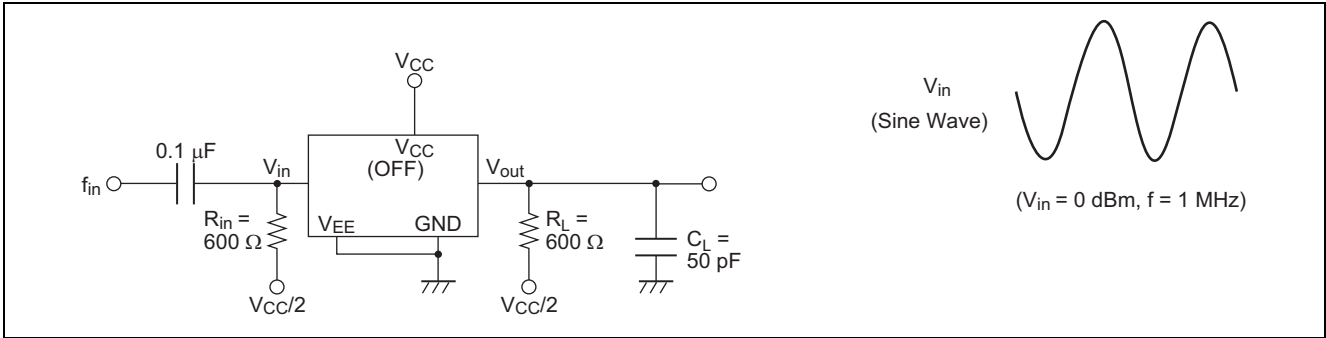 VCC
VCC
(OFF)
0.1 µF
fin
Vin
Vout
Rin =
600 Ω
VEE
GND
RL =
600 Ω
CL =
50 pF
VCC/2
VCC/2
Vin
(Sine Wave)
(Vin = 0 dBm, f = 1 MHz)